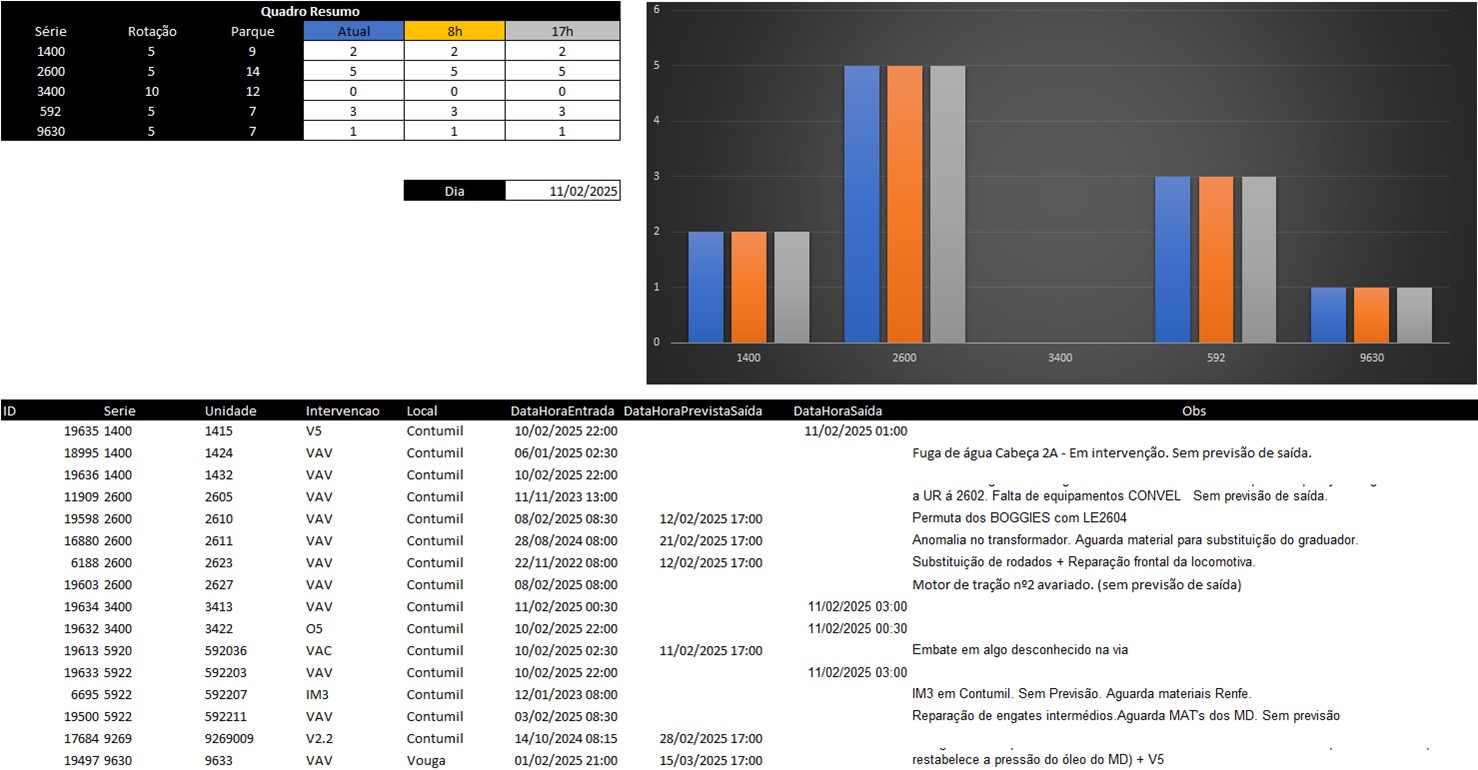 Quadro Resumo
Série Rotação Parque Atual 8h 17h
1400 5 9 2 2 2
2600 5 14 5 5 5
3400 10 12 0 0 0
592 5 7 3 3 3
9630 5 7 1 1 1
Dia 11/02/2025
6
5
4
3
2
1
0
1400 2600 3400 592 9630
ID Serie Unidade Intervencao Local DataHoraEntrada DataHoraPrevistaSaída DataHoraSaída Obs
19635 1400 1415 V5 Contumil 10/02/2025 22:00 11/02/2025 01:00
18995 1400 1424 VAV Contumil 06/01/2025 02:30 Fuga de água Cabeça 2A - Em intervenção. Sem previsão de saída.
19636 1400 1432 VAV Contumil 10/02/2025 22:00
11909 2600 2605 VAV Contumil 11/11/2023 13:00 a UR á 2602. Falta de equipamentos CONVEL Sem previsão de saída.
19598 2600 2610 VAV Contumil 08/02/2025 08:30 12/02/2025 17:00 Permuta dos BOGGIES com LE2604
16880 2600 2611 VAV Contumil 28/08/2024 08:00 21/02/2025 17:00 Anomalia no transformador. Aguarda material para substituição do graduador.
6188 2600 2623 VAV Contumil 22/11/2022 08:00 12/02/2025 17:00 Substituição de rodados + Reparação frontal da locomotiva.
19603 2600 2627 VAV Contumil 08/02/2025 08:00 Motor de tração nº2 avariado. (sem previsão de saída)
19634 3400 3413 VAV Contumil 11/02/2025 00:30 11/02/2025 03:00
19632 3400 3422 O5 Contumil 10/02/2025 22:00 11/02/2025 00:30
19613 5920 592036 VAC Contumil 10/02/2025 02:30 11/02/2025 17:00 Embate em algo desconhecido na via
19633 5922 592203 VAV Contumil 10/02/2025 22:00 11/02/2025 03:00
6695 5922 592207 IM3 Contumil 12/01/2023 08:00 IM3 em Contumil. Sem Previsão. Aguarda materiais Renfe.
19500 5922 592211 VAV Contumil 03/02/2025 08:30 Reparação de engates intermédios.Aguarda MAT's dos MD. Sem previsão
17684 9269 9269009 V2.2 Contumil 14/10/2024 08:15 28/02/2025 17:00
19497 9630 9633 VAV Vouga 01/02/2025 21:00 15/03/2025 17:00 restabelece a pressão do óleo do MD) + V5